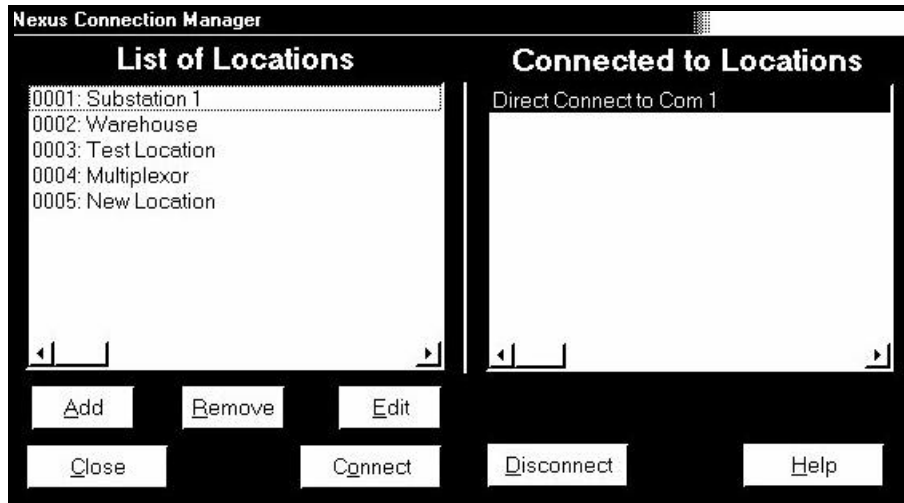 Nexus Connection Manager
List of Locations
0001: Substation 1
0002: Warehouse
0003: Test Location
0004: Multiplexor
0005: New Location
Connected to Locations
Direct Connect to Com 1
Add Remove Edit
Close Connect Disconnect Help